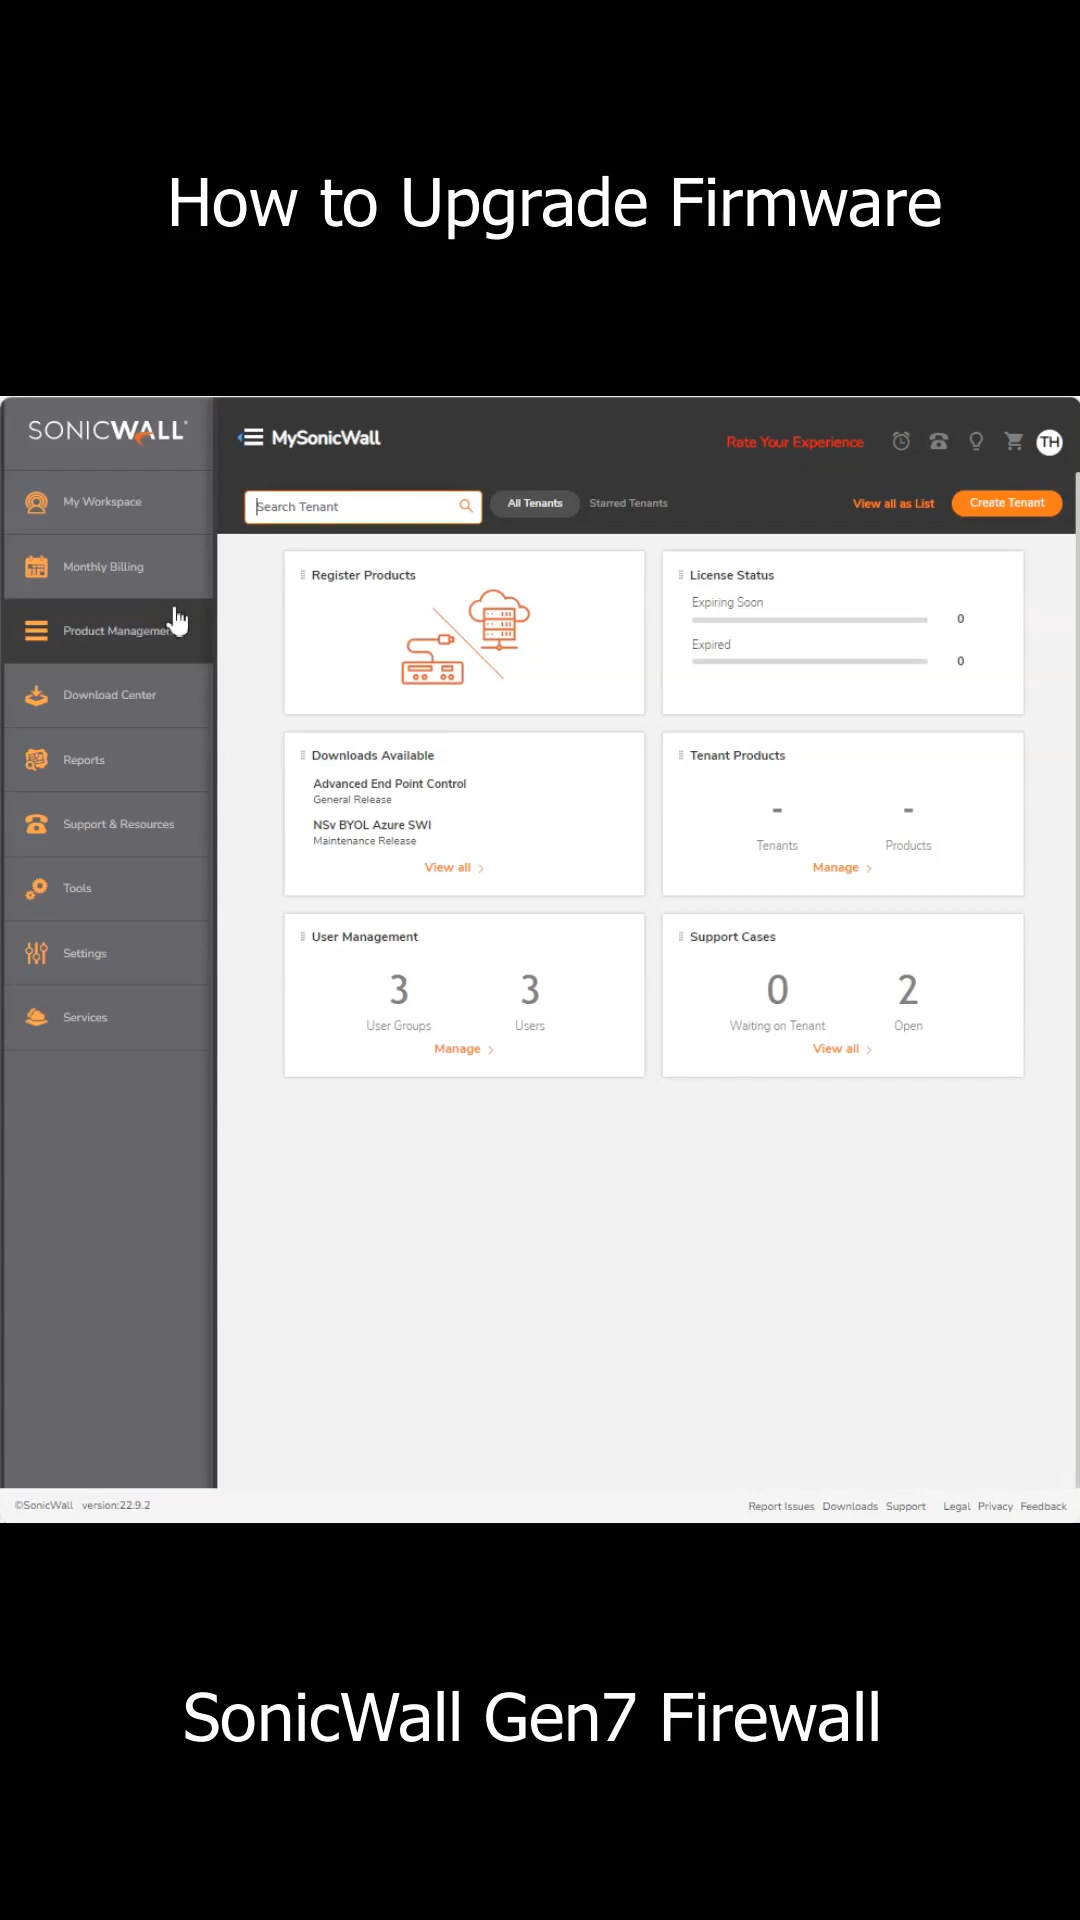 How to Upgrade Firmware
SONICWALL
MySonicWall
Rate Your Experience
TH
Search Tenant
All Tenants
Starred Tenants
View all as List
Create Tenant
My Workspace
Monthly Billing
Product Management
Download Center
Reports
Support & Resources
Tools
Settings
Services
Register Products
License Status
Expiring Soon
0
Expired
0
Downloads Available
Advanced End Point Control
General Release
NSv BYOL Azure SWI
Maintenance Release
View all
Tenant Products
-
-
Tenants
Products
Manage
User Management
3
3
User Groups
Users
Manage
Support Cases
0
2
Waiting on Tenant
Open
View all
©SonicWall version:22.9.2
Report Issues Downloads Support Legal Privacy Feedback
SonicWall Gen7 Firewall